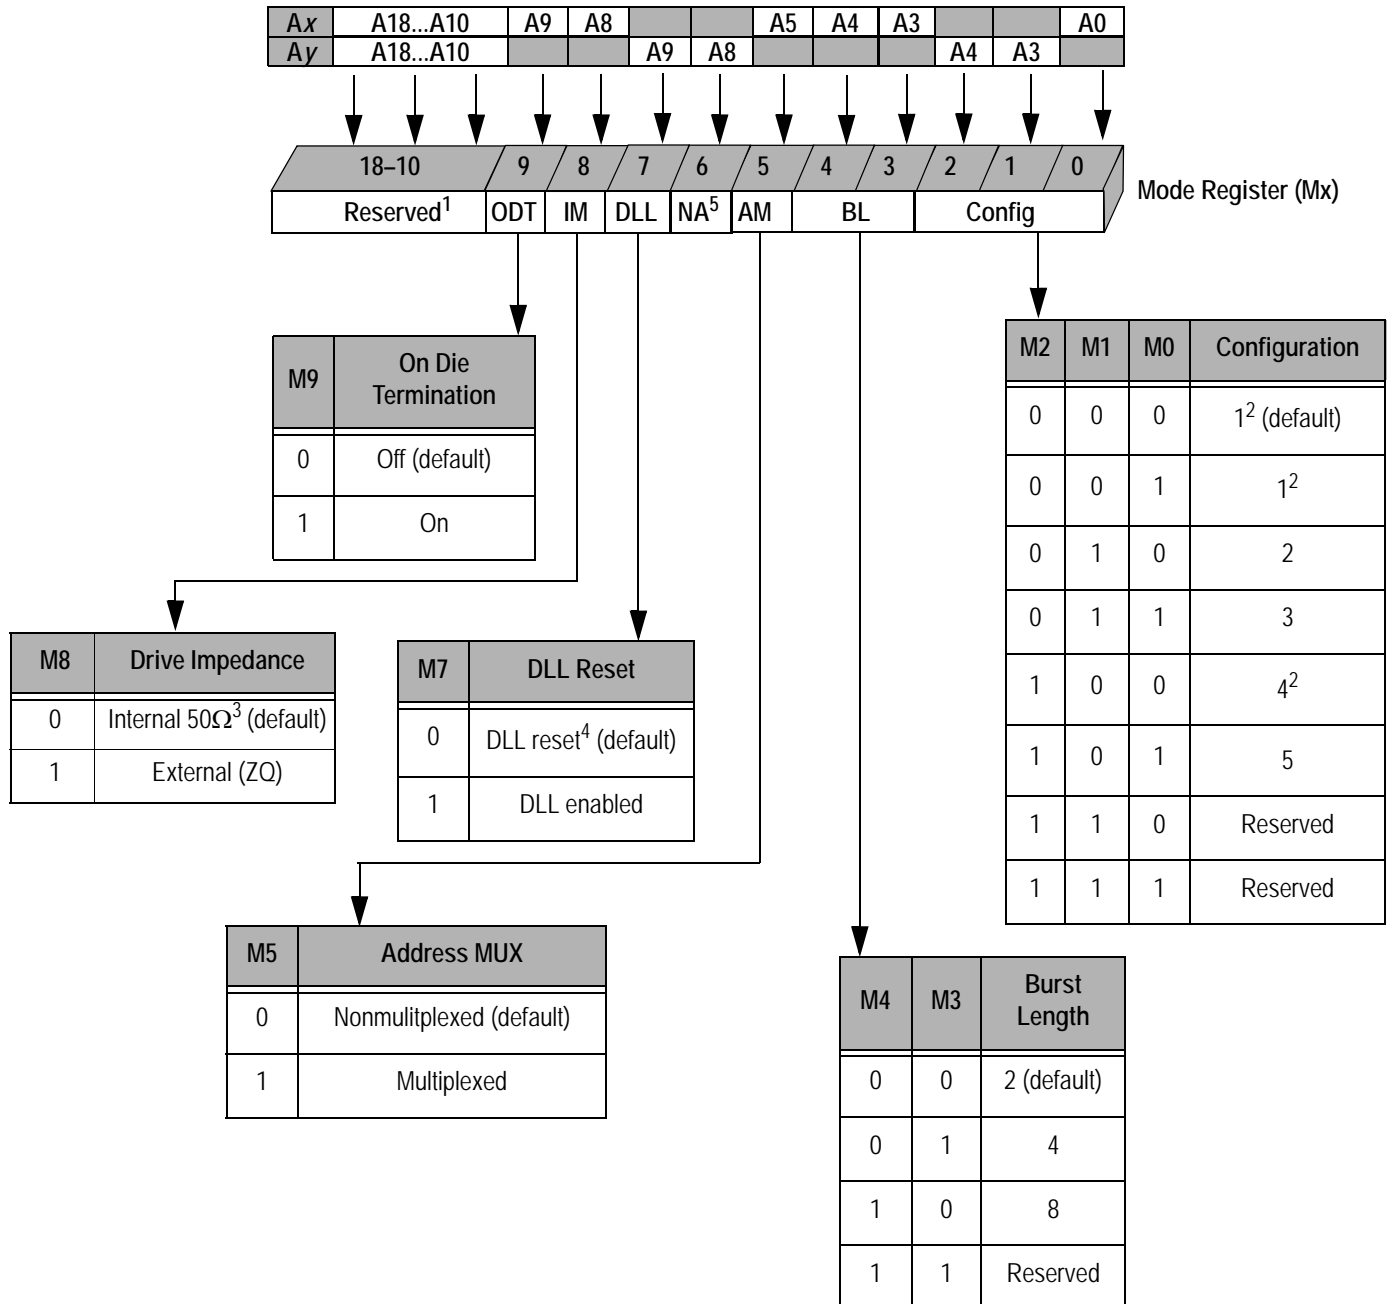 Ax A18...A10 A9 A8 A5 A4 A3 A0
Ay A18...A10 A9 A8 A4 A3
18–10 9 8 7 6 5 4 3 2 1 0
Mode Register (Mx)
Reserved1 ODT IM DLL NA5 AM BL Config
M9 On Die Termination
0 Off (default)
1 On
M2 M1 M0 Configuration
0 0 0 1² (default)
0 0 1 1²
0 1 0 2
0 1 1 3
1 0 0 4²
1 0 1 5
1 1 0 Reserved
1 1 1 Reserved
M8 Drive Impedance
0 Internal 50Ω³ (default)
1 External (ZQ)
M7 DLL Reset
0 DLL reset⁴ (default)
1 DLL enabled
M5 Address MUX
0 Nonmulitplexed (default)
1 Multiplexed
M4 M3 Burst Length
0 0 2 (default)
0 1 4
1 0 8
1 1 Reserved